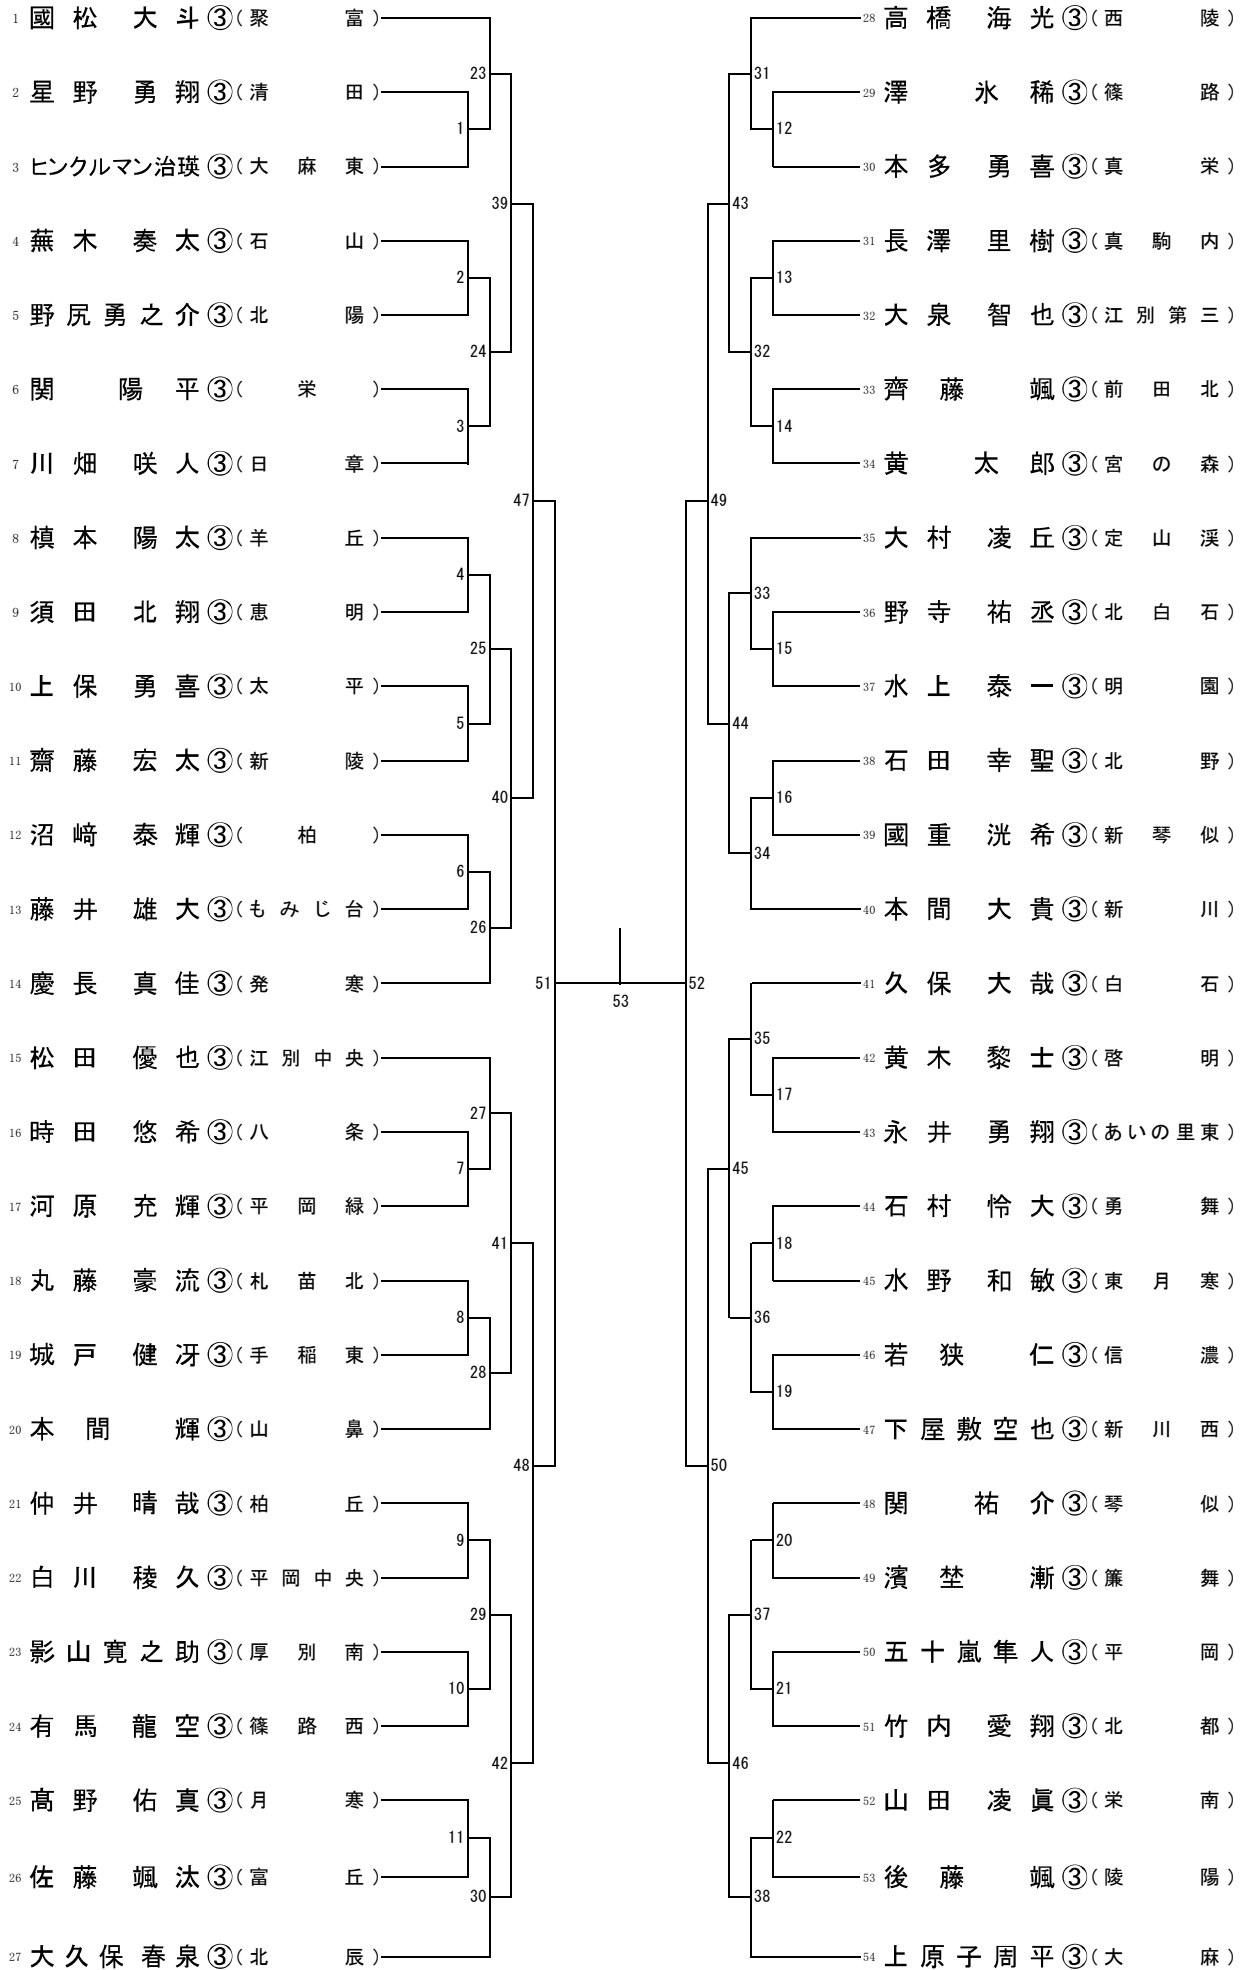 1 國松 大斗③(聚富)
2 星野 勇翔③(清田)
3 ヒンクルマン治瑛③(大麻東)
4 蕪木 奏太③(石山)
5 野尻勇之介③(北陽)
6 関 陽平③(栄)
7 川畑 咲人③(日章)
8 槙本 陽太③(羊丘)
9 須田 北翔③(恵明)
10 上保 勇喜③(太平)
11 齋藤 宏太③(新陵)
12 沼﨑 泰輝③(柏)
13 藤井 雄大③(もみじ台)
14 慶長 真佳③(発寒)
15 松田 優也③(江別中央)
16 時田 悠希③(八条)
17 河原 充輝③(平岡緑)
18 丸藤 豪流③(札苗北)
19 城戸 健冴③(手稲東)
20 本間 輝③(山鼻)
21 仲井 晴哉③(柏丘)
22 白川 稜久③(平岡中央)
23 影山寛之助③(厚別南)
24 有馬 龍空③(篠路西)
25 髙野 佑真③(月寒)
26 佐藤 颯汰③(富丘)
27 大久保春泉③(北辰)
1
2
3
4
5
6
7
8
9
10
11
23
24
25
26
27
28
29
30
39
40
41
42
47
48
51
53
52
49
50
43
44
45
46
31
32
33
34
35
36
37
38
12
13
14
15
16
17
18
19
20
21
22
28 高橋 海光③(西陵)
29 澤 氷稀③(篠路)
30 本多 勇喜③(真栄)
31 長澤 里樹③(真駒内)
32 大泉 智也③(江別第三)
33 齊藤 颯③(前田北)
34 黄 太郎③(宮の森)
35 大村 凌丘③(定山渓)
36 野寺 祐丞③(北白石)
37 水上 泰一③(明園)
38 石田 幸聖③(北野)
39 國重 洸希③(新琴似)
40 本間 大貴③(新川)
41 久保 大哉③(白石)
42 黄木 黎士③(啓明)
43 永井 勇翔③(あいの里東)
44 石村 怜大③(勇舞)
45 水野 和敏③(東月寒)
46 若狭 仁③(信濃)
47 下屋敷空也③(新川西)
48 関 祐介③(琴似)
49 濱埜 漸③(簾舞)
50 五十嵐隼人③(平岡)
51 竹内 愛翔③(北都)
52 山田 凌眞③(栄南)
53 後藤 颯③(陵陽)
54 上原子周平③(大麻)